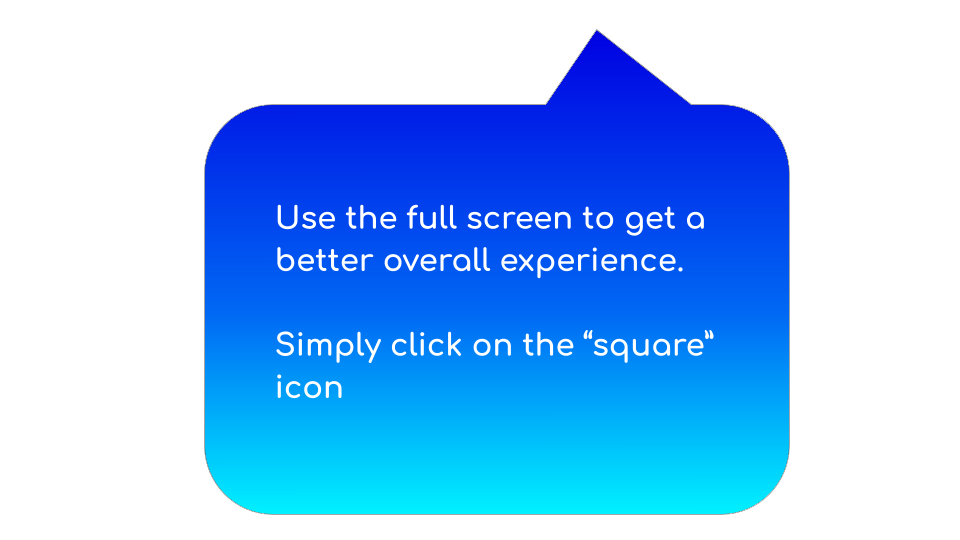 Use the full screen to get a
better overall experience.
Simply click on the “square”
icon